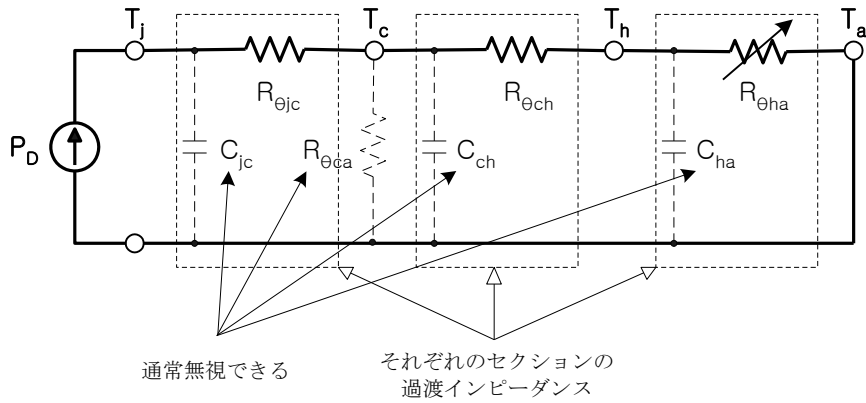 Tj
Tc
Th
Ta
Rθjc
Rθch
Rθha
PD
Cjc
Rθca
Cch
Cha
通常無視できる
それぞれのセクションの
過渡インピーダンス